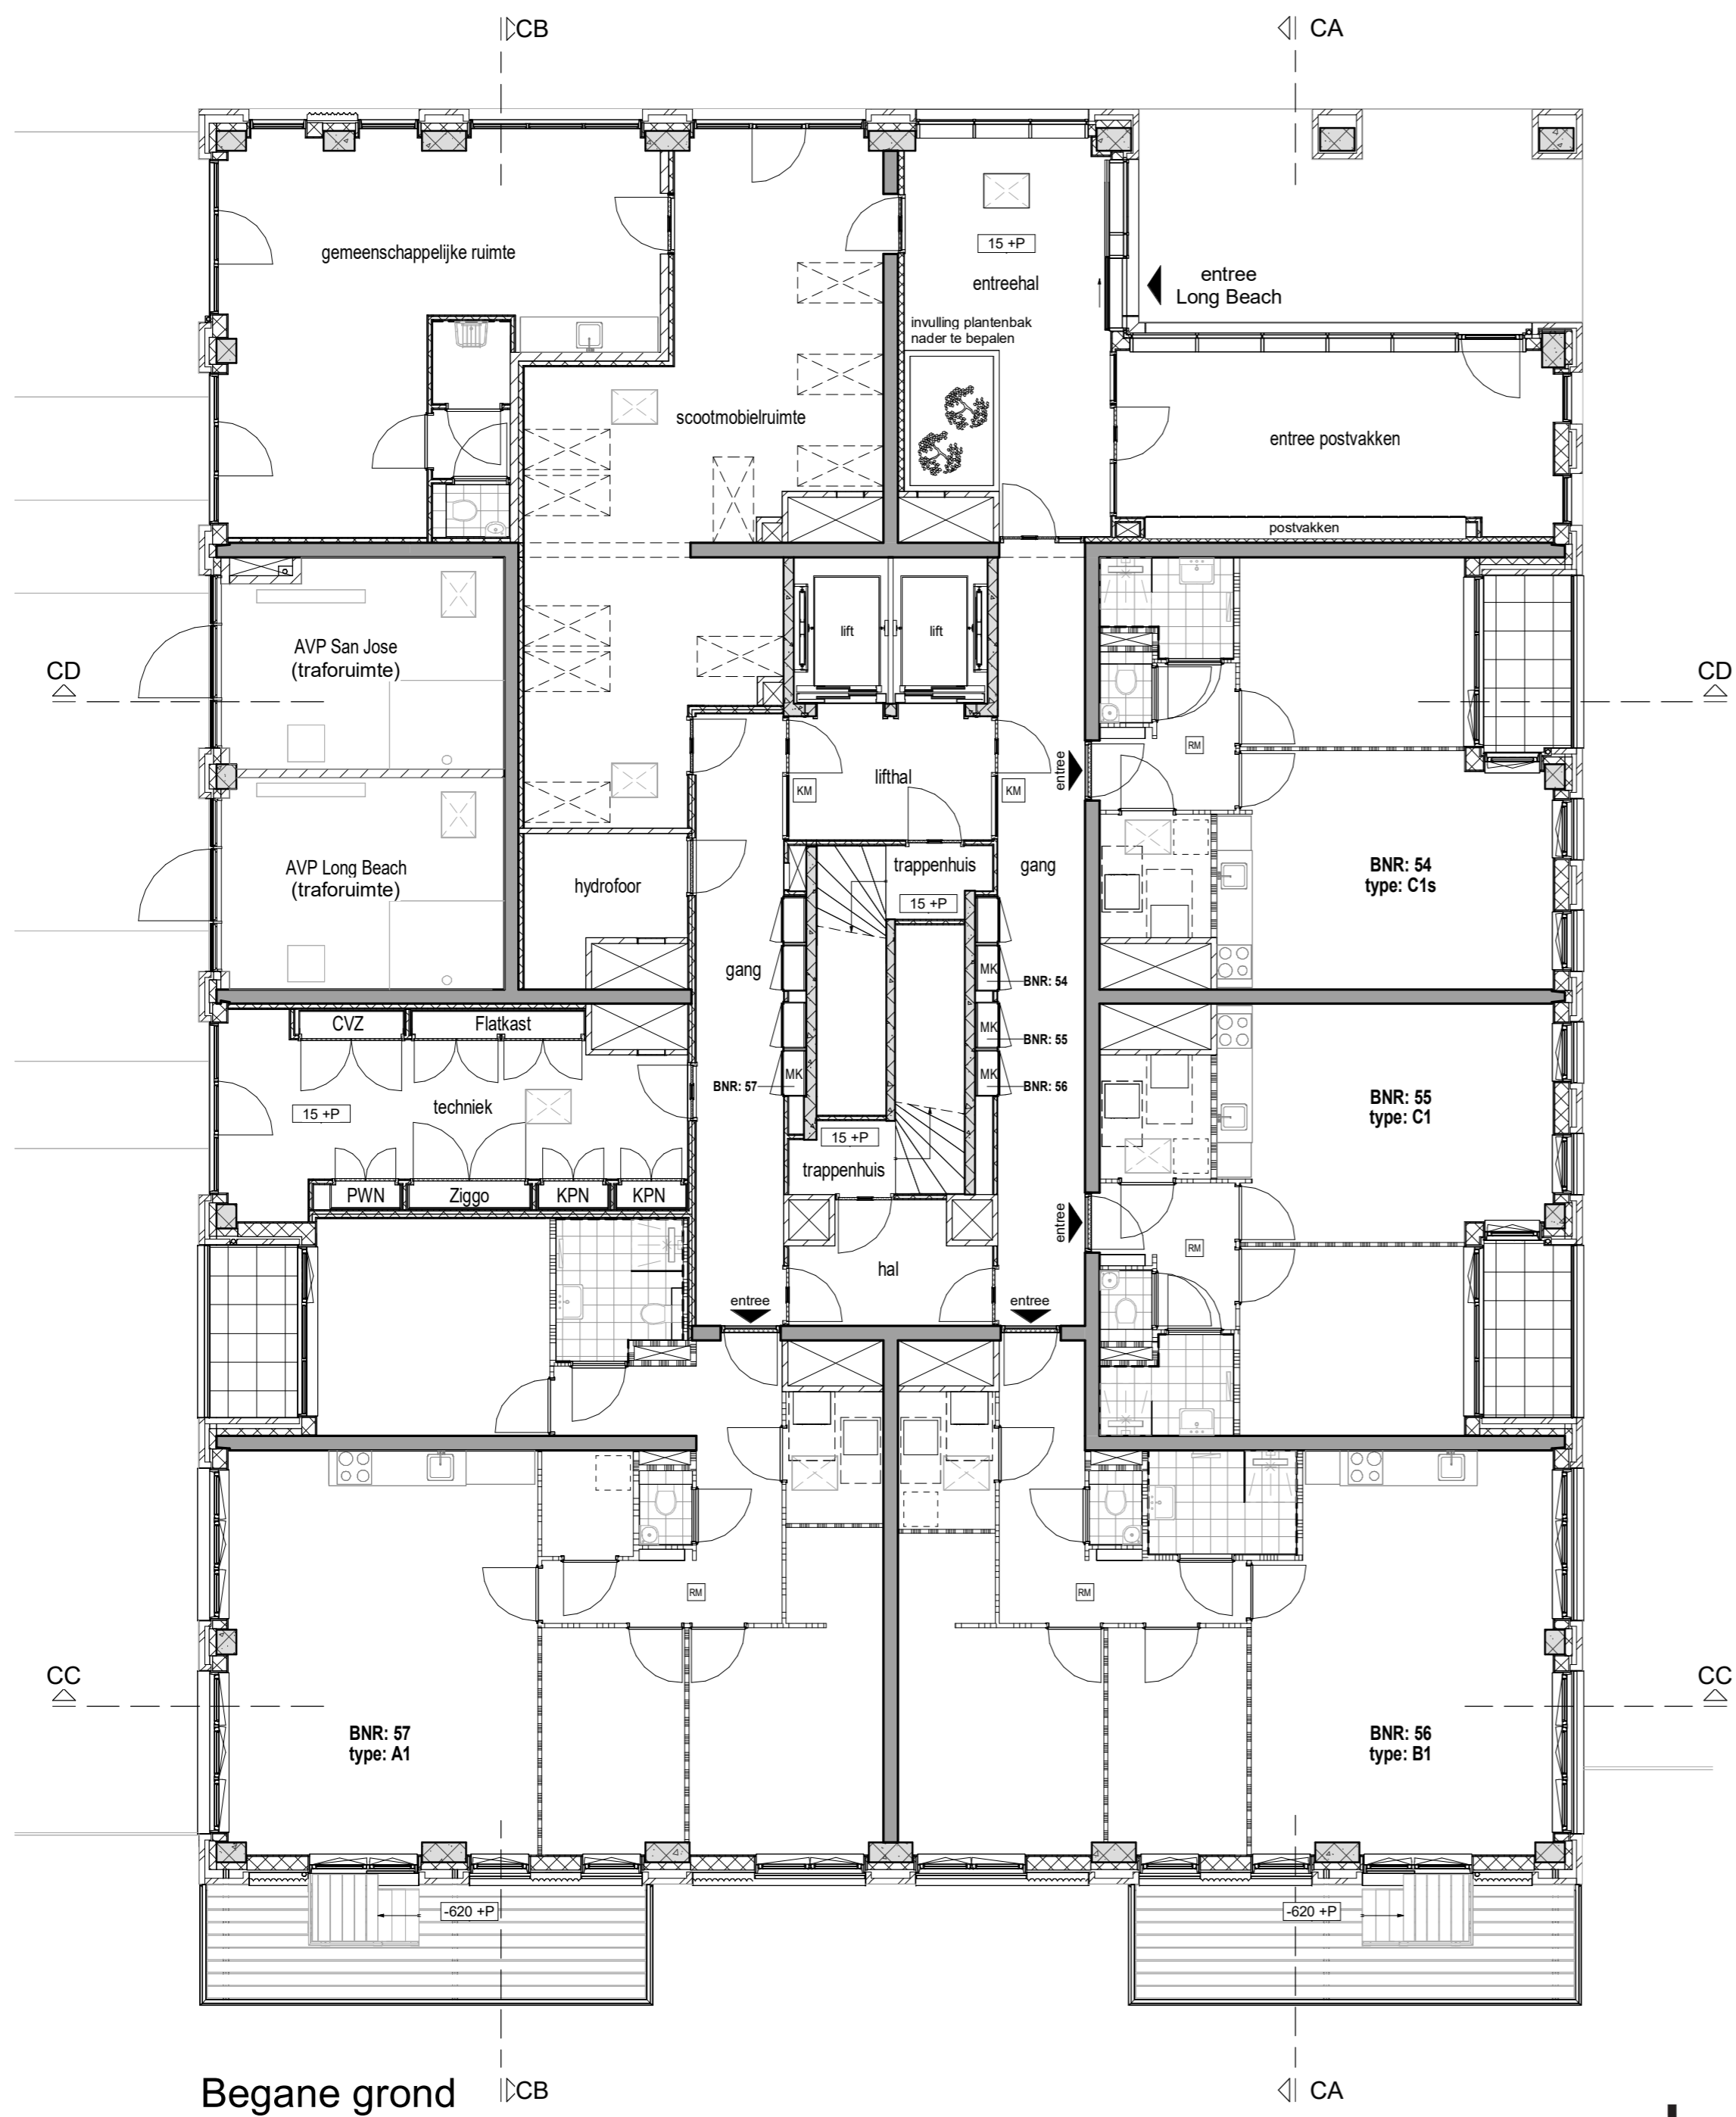 CB
CA
gemeenschappelijke ruimte
15 +P
entreehal
entree
Long Beach
invulling plantenbak
nader te bepalen
scootmobielruimte
entree postvakken
postvakken
AVP San Jose
(traforuimte)
lift
lift
CD
CD
entree
RM
lifthal
KM
KM
AVP Long Beach
(traforuimte)
hydrofoor
trappenhuis
15 +P
gang
BNR: 54
type: C1s
gang
MK
BNR: 54
CVZ
Flatkast
MK
BNR: 55
BNR: 57
MK
MK
BNR: 56
BNR: 55
type: C1
techniek
15 +P
15 +P
trappenhuis
PWN
Ziggo
KPN
KPN
entree
RM
hal
entree
entree
RM
RM
CC
CC
BNR: 57
type: A1
BNR: 56
type: B1
-620 +P
-620 +P
Begane grond
CB
CA